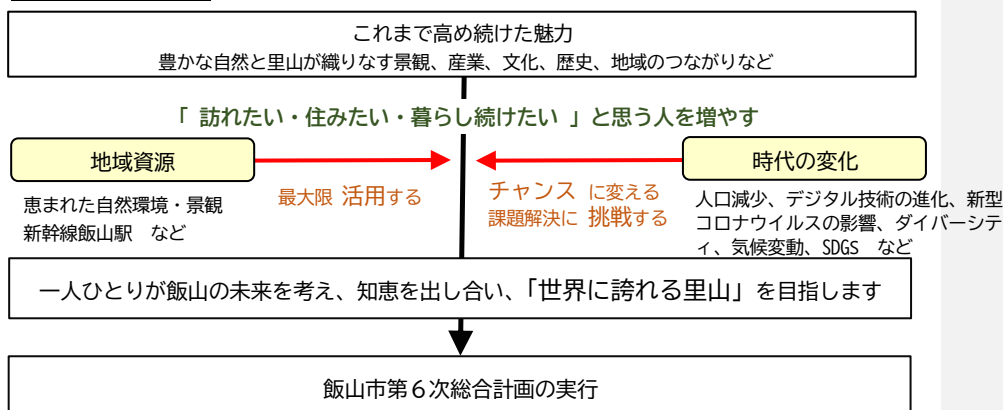 これまで高め続けた魅力
豊かな自然と里山が織りなす景観、産業、文化、歴史、地域のつながりなど
「 訪れたい・住みたい・暮らし続けたい 」と思う人を増やす
地域資源
時代の変化
最大限 活用する
チャンス に変える
課題解決に 挑戦する
恵まれた自然環境・景観
新幹線飯山駅　など
人口減少、デジタル技術の進化、新型
コロナウイルスの影響、ダイバーシテ
ィ、気候変動、SDGS　など
一人ひとりが飯山の未来を考え、知恵を出し合い、「世界に誇れる里山」を目指します
飯山市第６次総合計画の実行